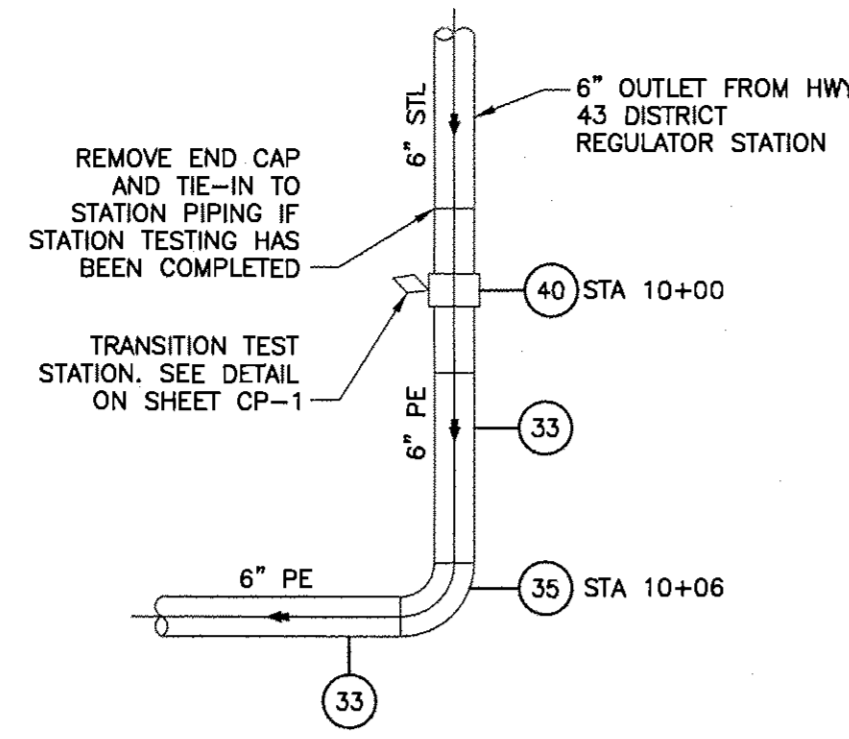 6" STL
6" OUTLET FROM HWY
43 DISTRICT
REGULATOR STATION
REMOVE END CAP
AND TIE-IN TO
STATION PIPING IF
STATION TESTING HAS
BEEN COMPLETED
40 STA 10+00
TRANSITION TEST
STATION. SEE DETAIL
ON SHEET CP-1
6" PE
33
6" PE
35 STA 10+06
33